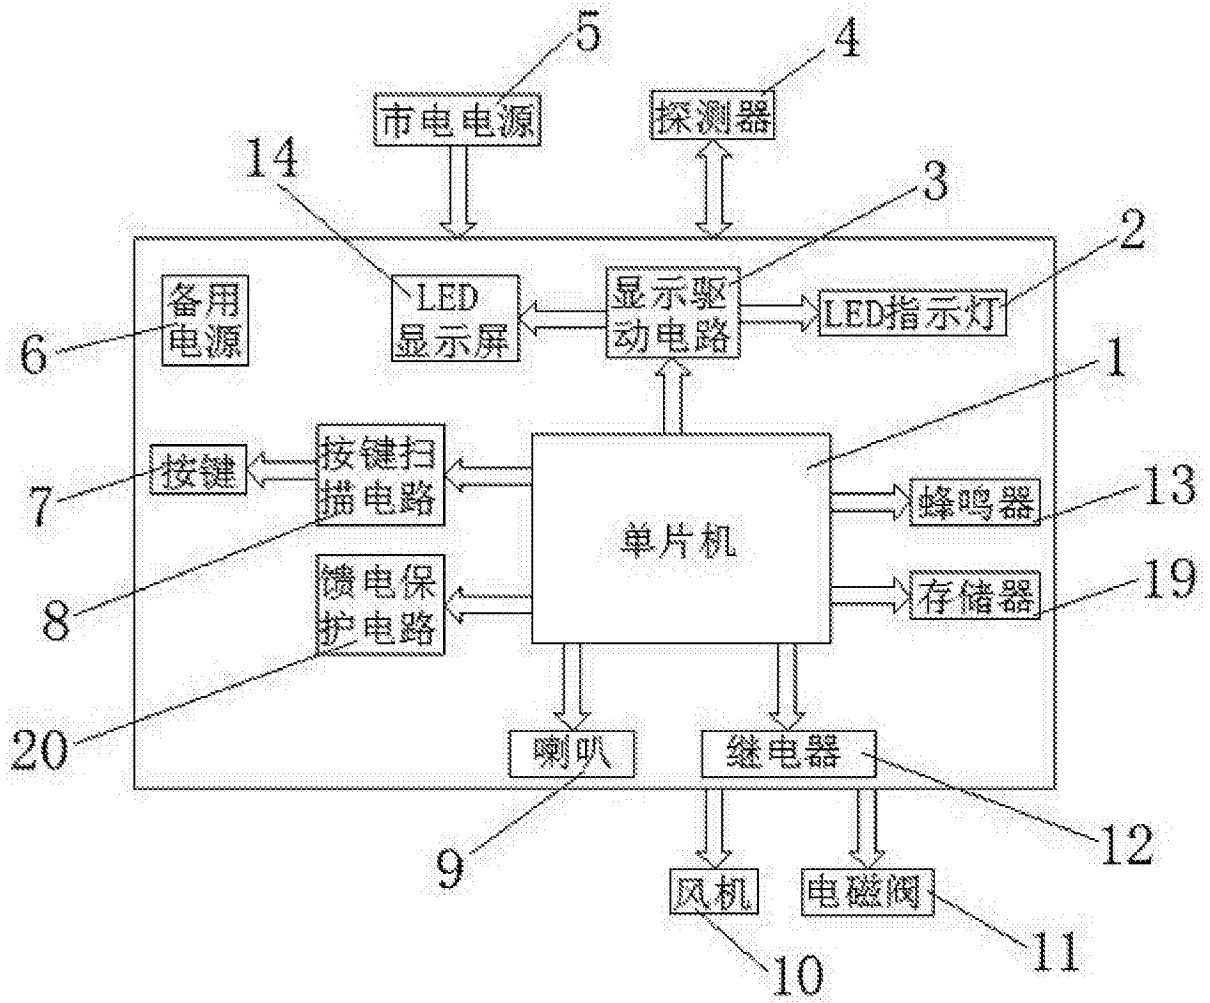 5
4
市电电源
探测器
14
3
2
备用
电源
LED
显示屏
显示驱
动电路
LED指示灯
6
1
按键
按键扫
描电路
7
单片机
蜂鸣器
13
8
馈电保
护电路
存储器
19
20
喇叭
继电器
9
12
风机
电磁阀
10
11